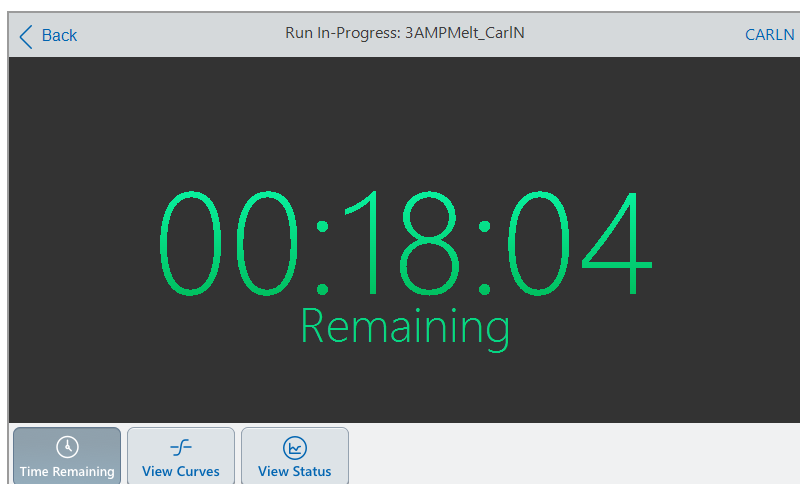 Back
Run In-Progress: 3AMPMelt_CarlN
CARLN
00:18:04
Remaining
Time Remaining
View Curves
View Status